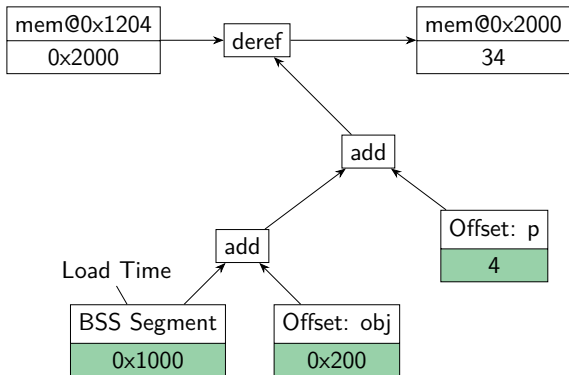 mem@0x1204
0x2000
deref
mem@0x2000
34
add
Offset: p
4
add
Load Time
BSS Segment
0x1000
Offset: obj
0x200